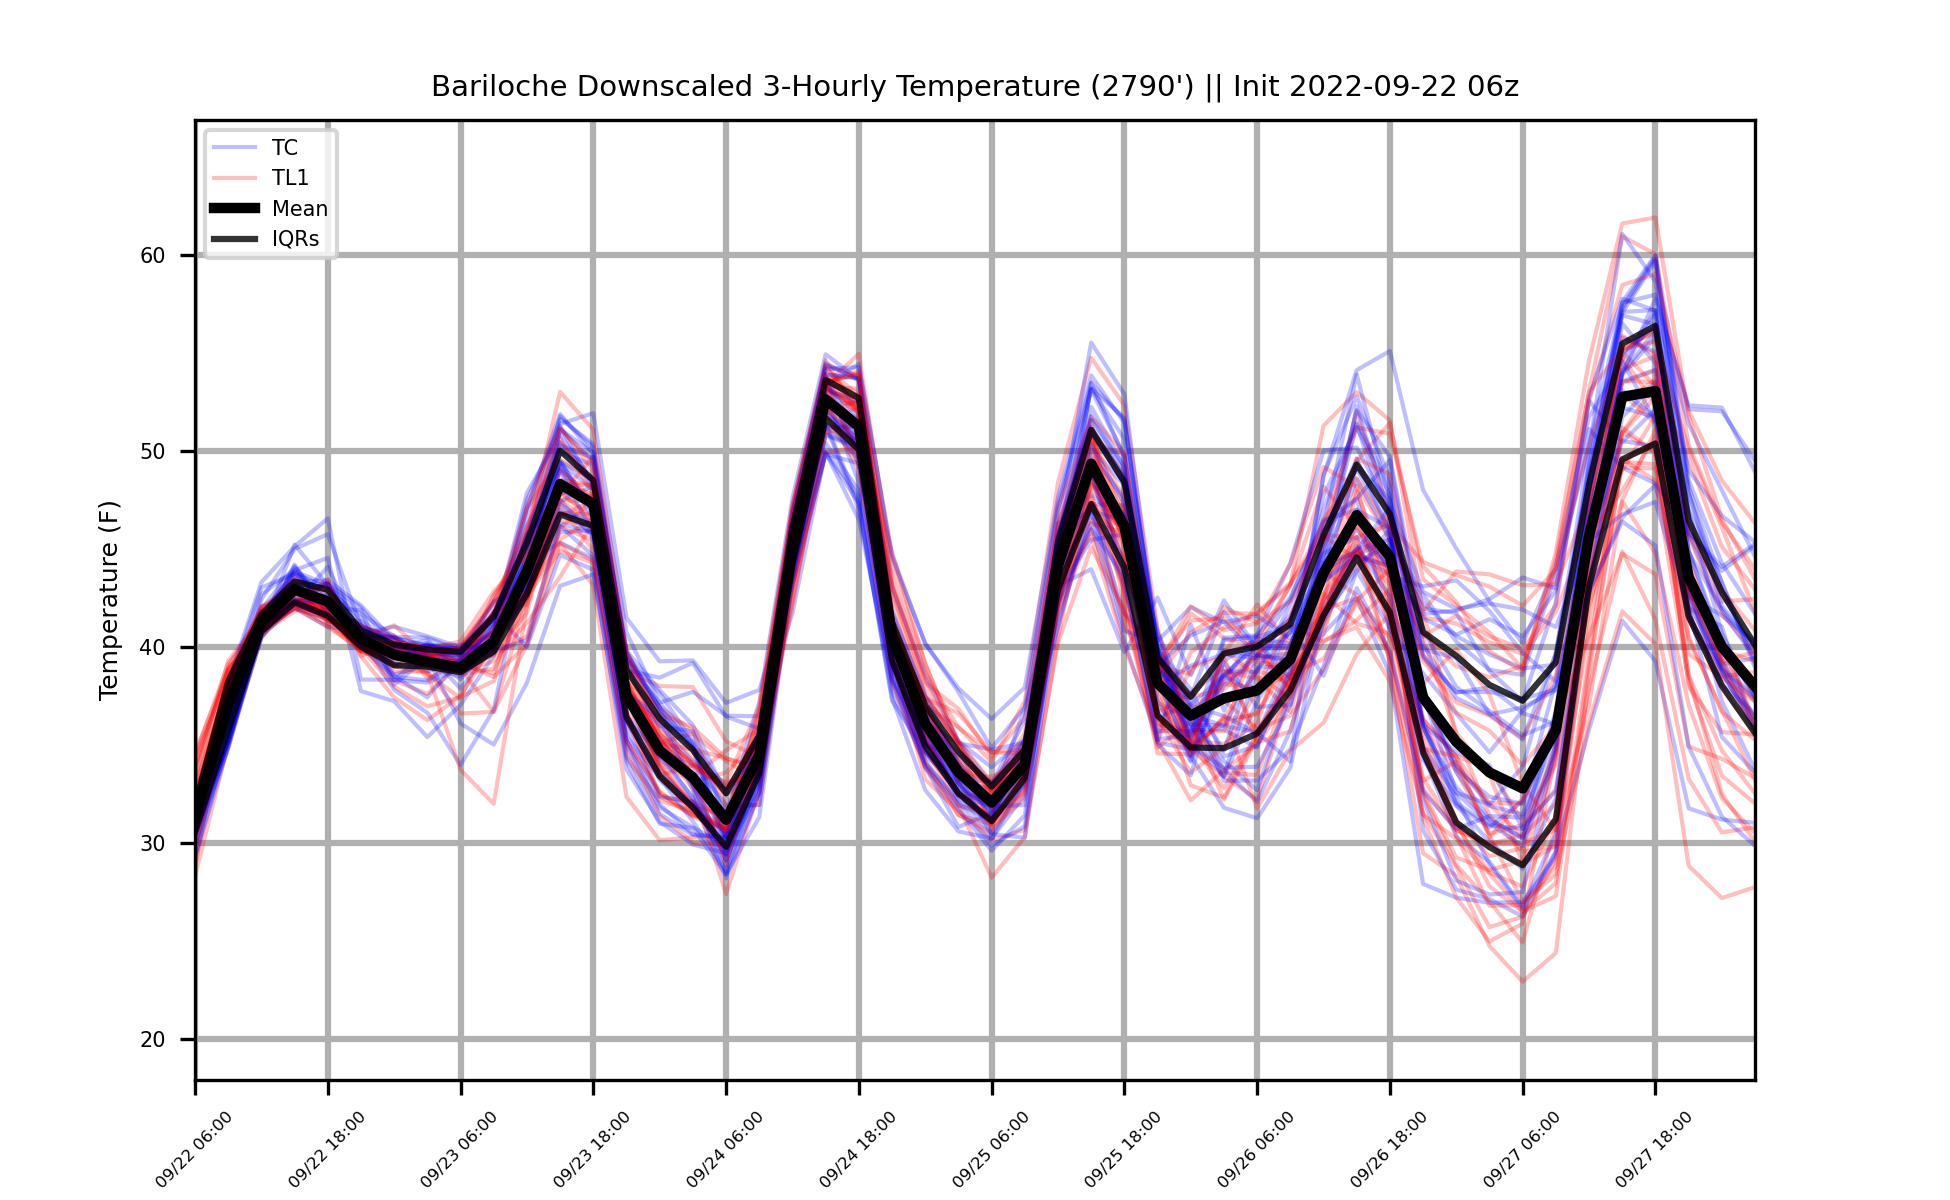 Bariloche Downscaled 3-Hourly Temperature (2790') || Init 2022-09-22 06z
TC
TL1
Mean
IQRs
Temperature (F)
60
50
40
30
20
09/22 06:00
09/22 18:00
09/23 06:00
09/23 18:00
09/24 06:00
09/24 18:00
09/25 06:00
09/25 18:00
09/26 06:00
09/26 18:00
09/27 06:00
09/27 18:00